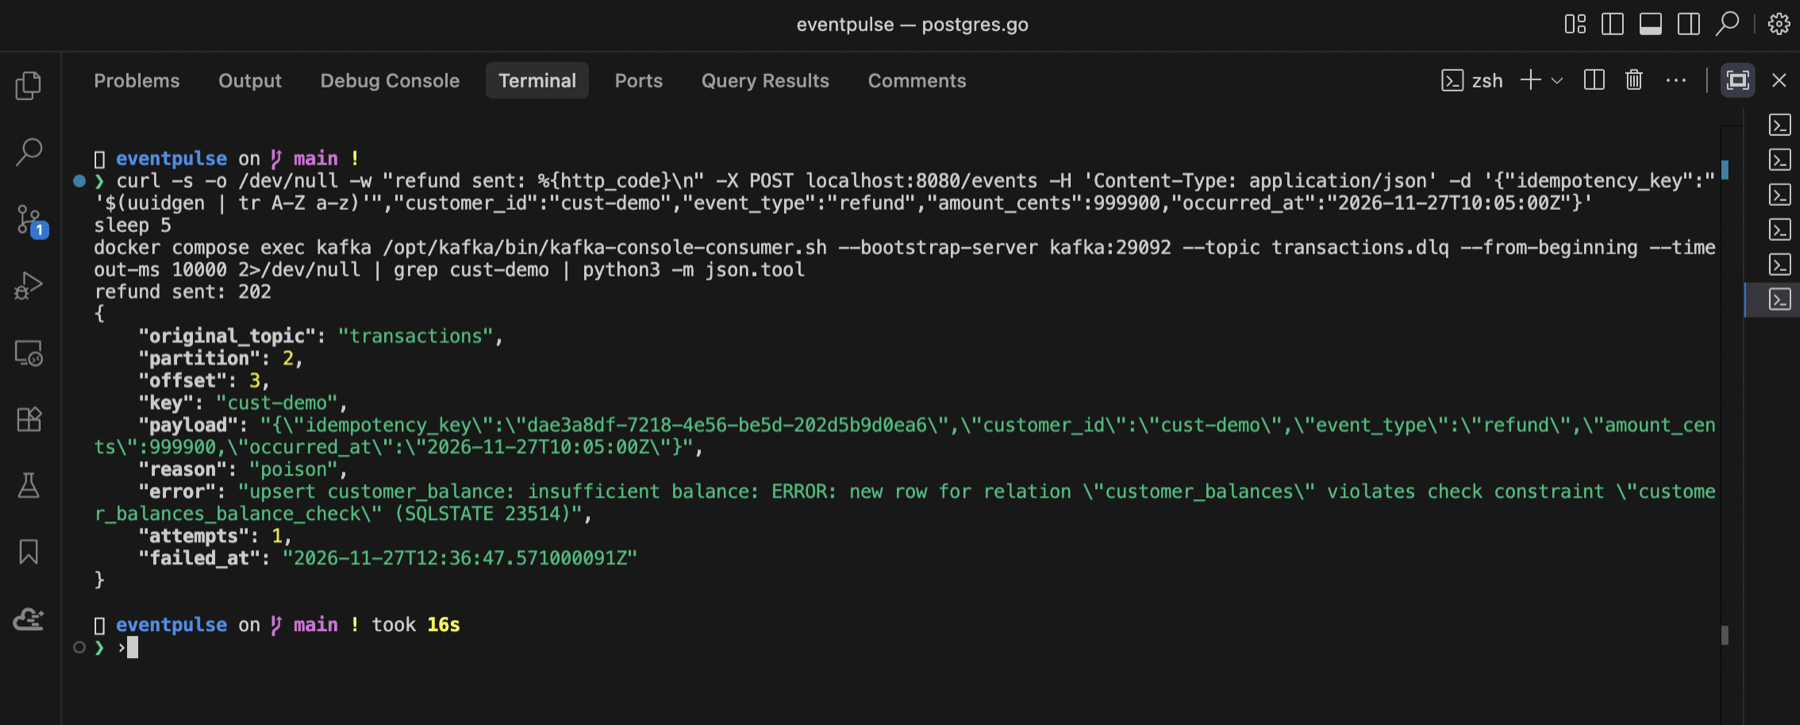 eventpulse — postgres.go
Problems Output Debug Console Terminal Ports Query Results Comments zsh
eventpulse on main !
❯ curl -s -o /dev/null -w "refund sent: %{http_code}\n" -X POST localhost:8080/events -H 'Content-Type: application/json' -d '{"idempotency_key":"
'$(uuidgen | tr A-Z a-z)'","customer_id":"cust-demo","event_type":"refund","amount_cents":999900,"occurred_at":"2026-11-27T10:05:00Z"}'
sleep 5
docker compose exec kafka /opt/kafka/bin/kafka-console-consumer.sh --bootstrap-server kafka:29092 --topic transactions.dlq --from-beginning --time
out-ms 10000 2>/dev/null | grep cust-demo | python3 -m json.tool
refund sent: 202
{
"original_topic": "transactions",
"partition": 2,
"offset": 3,
"key": "cust-demo",
"payload": "{\"idempotency_key\":\"dae3a8df-7218-4e56-be5d-202d5b9d0ea6\",\"customer_id\":\"cust-demo\",\"event_type\":\"refund\",\"amount_cen
ts\":999900,\"occurred_at\":\"2026-11-27T10:05:00Z\"}",
"reason": "poison",
"error": "upsert customer_balance: insufficient balance: ERROR: new row for relation \"customer_balances\" violates check constraint \"custome
r_balances_balance_check\" (SQLSTATE 23514)",
"attempts": 1,
"failed_at": "2026-11-27T12:36:47.571000091Z"
}
eventpulse on main ! took 16s
❯ ›
1